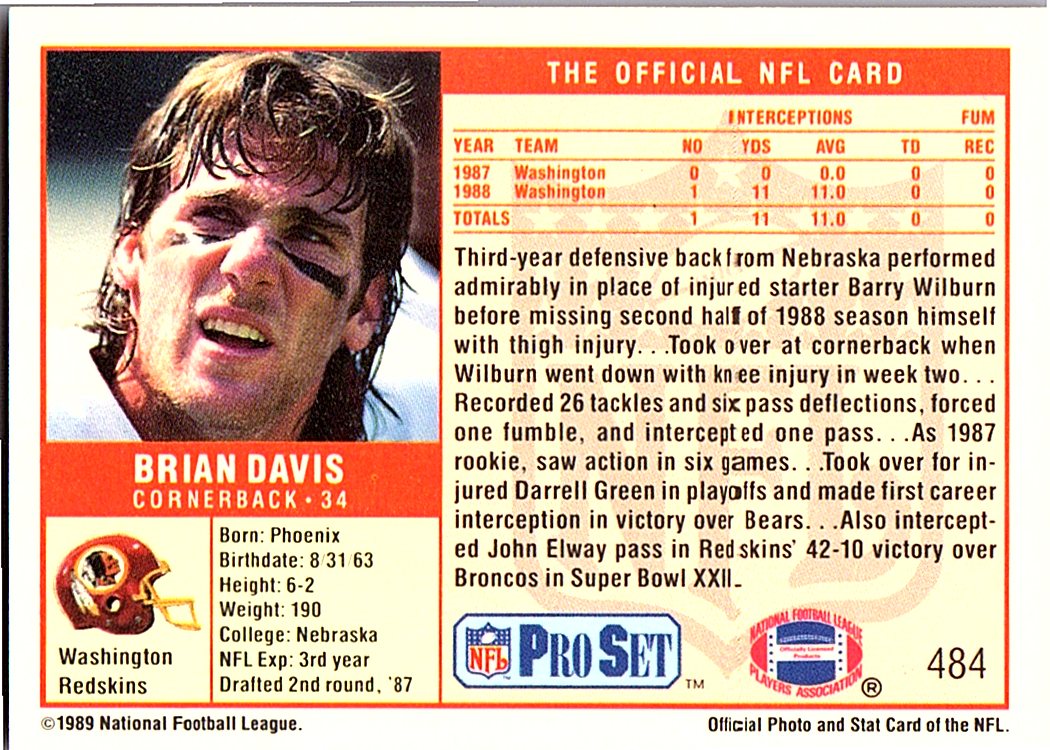 THE OFFICIAL NFL CARD
INTERCEPTIONS FUM
YEAR TEAM NO YDS AVG TD REC
1987 Washington 0 0 0.0 0 0
1988 Washington 1 11 11.0 0 0
TOTALS 1 11 11.0 0 0
Third-year defensive back from Nebraska performed
admirably in place of injured starter Barry Wilburn
before missing second half of 1988 season himself
with thigh injury. . .Took over at cornerback when
Wilburn went down with knee injury in week two. . .
Recorded 26 tackles and six pass deflections, forced
one fumble, and intercepted one pass. . .As 1987
rookie, saw action in six games. . .Took over for in-
jured Darrell Green in playoffs and made first career
interception in victory over Bears. . .Also intercept-
ed John Elway pass in Redskins' 42-10 victory over
Broncos in Super Bowl XXII.
BRIAN DAVIS
CORNERBACK • 34
Washington
Redskins
Born: Phoenix
Birthdate: 8/31/63
Height: 6-2
Weight: 190
College: Nebraska
NFL Exp: 3rd year
Drafted 2nd round, '87
NFL PRO SET TM
NATIONAL FOOTBALL LEAGUE
Officially Licensed
Products
PLAYERS ASSOCIATION ®
484
©1989 National Football League.
Official Photo and Stat Card of the NFL.